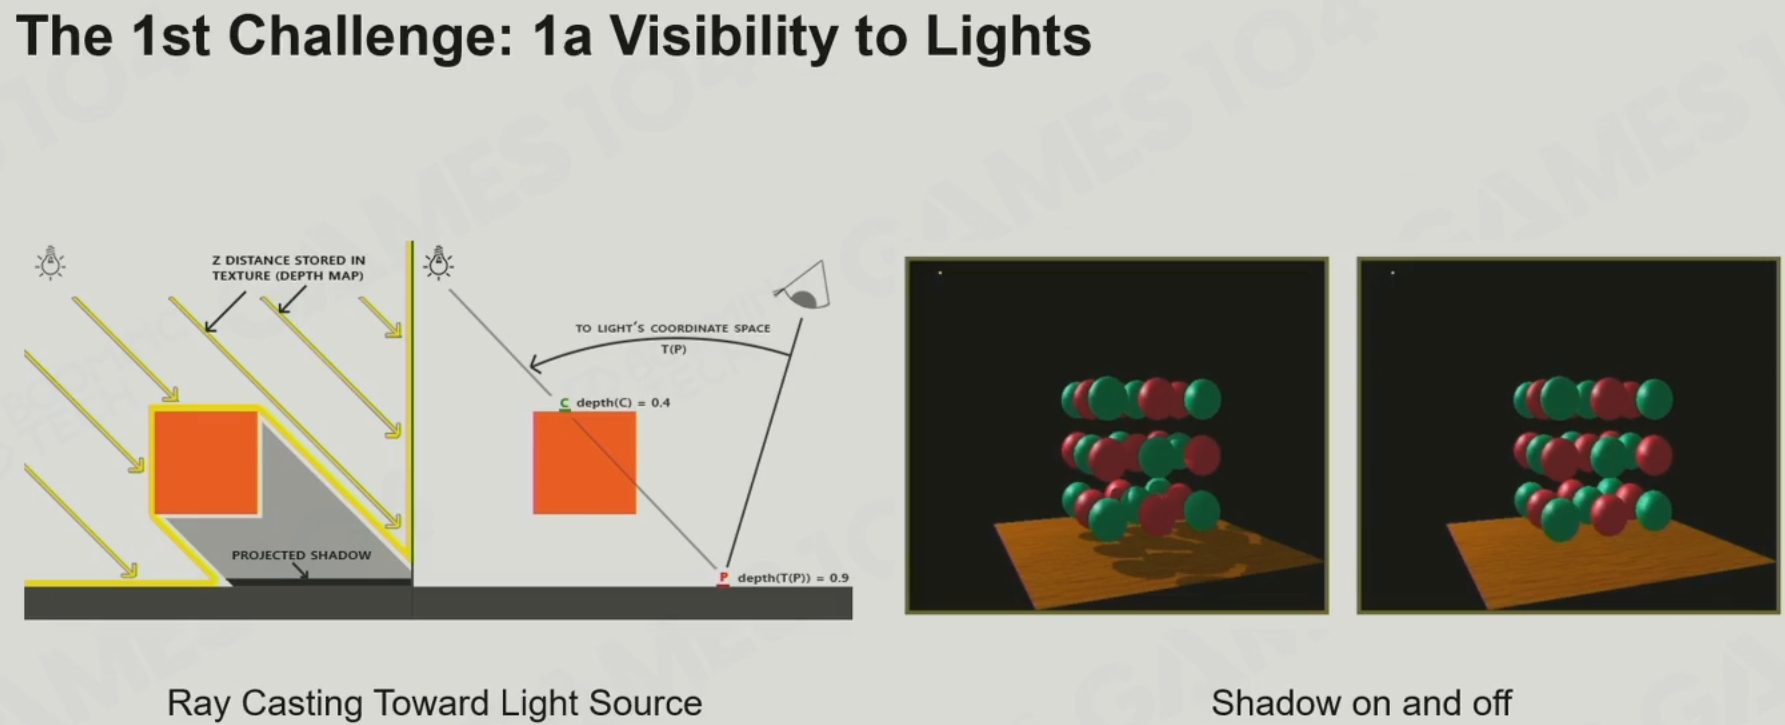 The 1st Challenge: 1a Visibility to Lights
Z DISTANCE STORED IN
TEXTURE (DEPTH MAP)
TO LIGHT'S COORDINATE SPACE
T(P)
C depth(C) = 0.4
PROJECTED SHADOW
P depth(T(P)) = 0.9
Ray Casting Toward Light Source
Shadow on and off
GAMES104